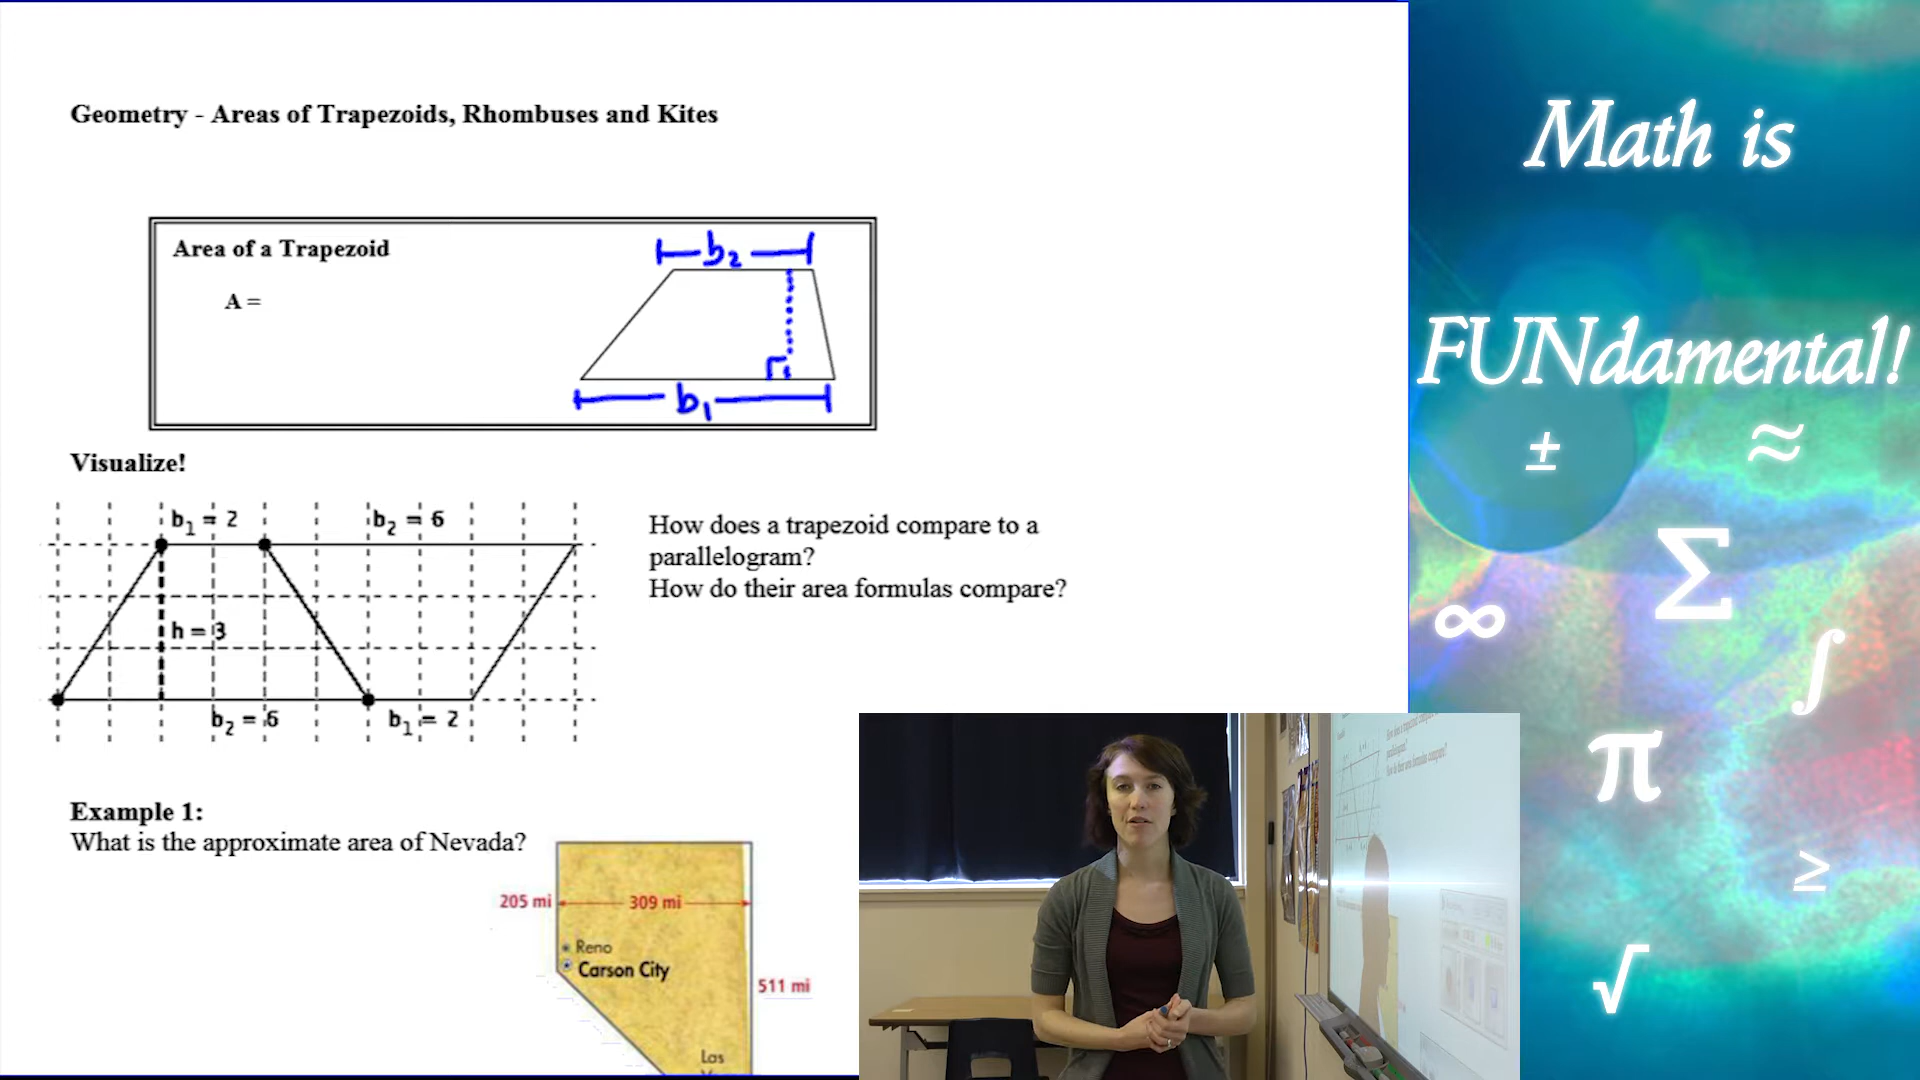 Geometry - Areas of Trapezoids, Rhombuses and Kites
Area of a Trapezoid
A =
b2
b1
Visualize!
b1 = 2
b2 = 6
h = 3
b2 = 6
b1 = 2
How does a trapezoid compare to a
parallelogram?
How do their area formulas compare?
Example 1:
What is the approximate area of Nevada?
205 mi
309 mi
Reno
Carson City
511 mi
Las
Math is
FUNdamental!
±
≈
Σ
∞
∫
π
≥
√